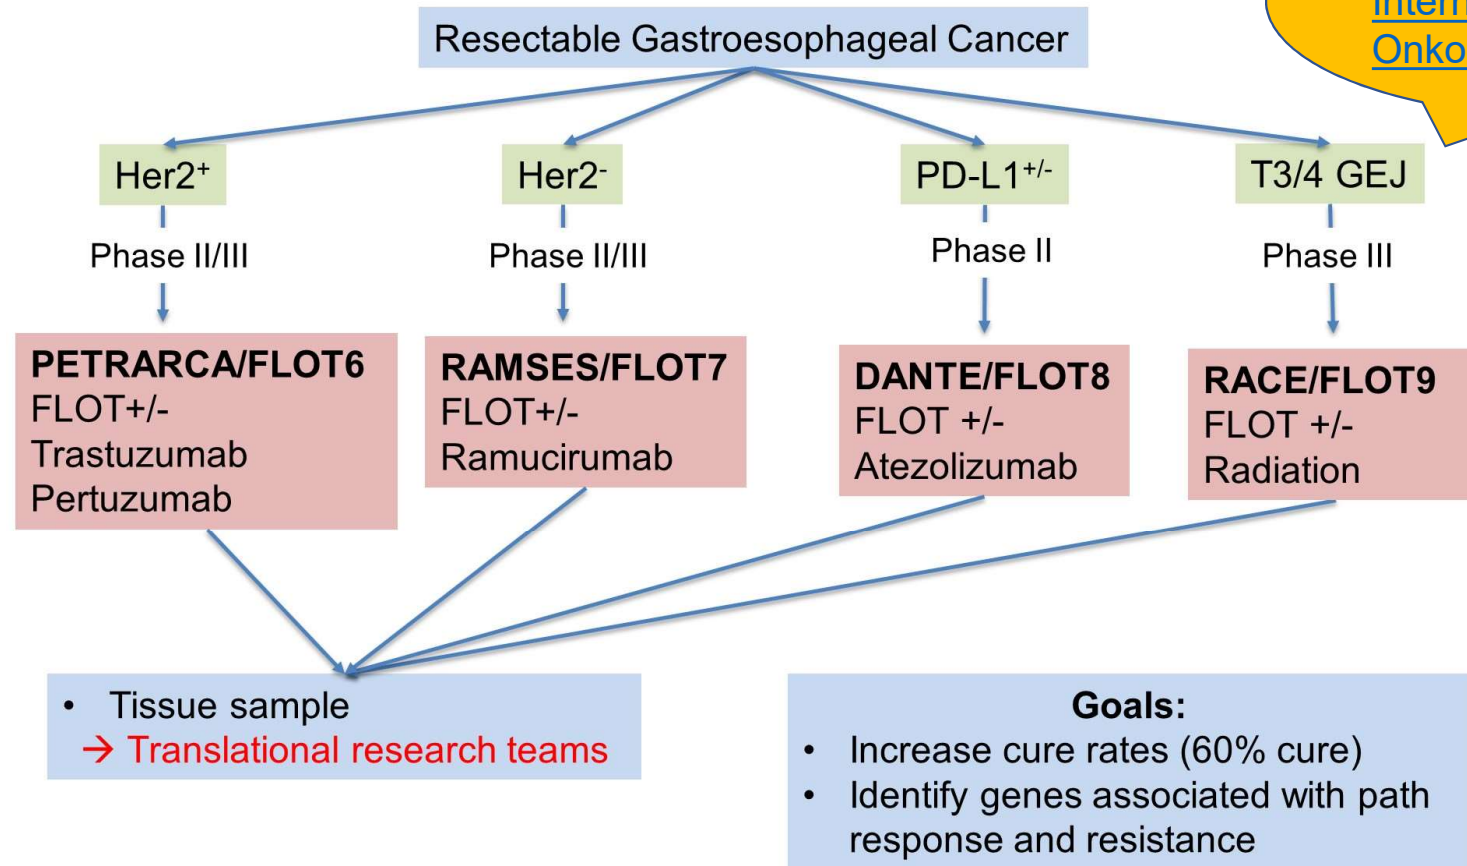 Resectable Gastroesophageal Cancer
Her2⁺
Her2⁻
PD-L1⁺/⁻
T3/4 GEJ
Phase II/III
Phase II/III
Phase II
Phase III
PETRARCA/FLOT6
FLOT+/-
Trastuzumab
Pertuzumab
RAMSES/FLOT7
FLOT+/-
Ramucirumab
DANTE/FLOT8
FLOT +/-
Atezolizumab
RACE/FLOT9
FLOT +/-
Radiation
• Tissue sample
→ Translational research teams
Goals:
• Increase cure rates (60% cure)
• Identify genes associated with path
response and resistance